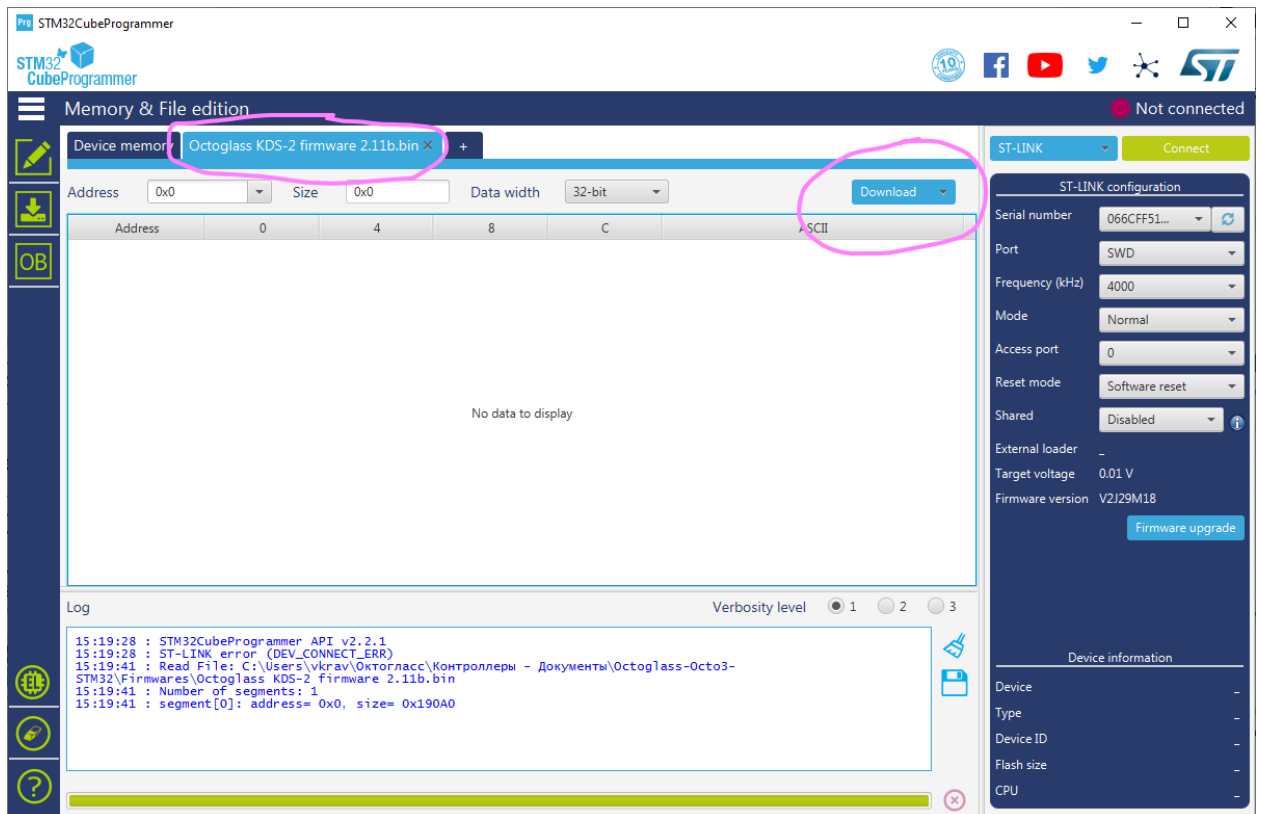 Prg STM32CubeProgrammer
STM32
CubeProgrammer
10
Memory & File edition
Not connected
Device memory
Octoglass KDS-2 firmware 2.11b.bin
+
Address 0x0 Size 0x0 Data width 32-bit Download
Address 0 4 8 C ASCII
No data to display
Log
Verbosity level 1 2 3
15:19:28 : STM32CubeProgrammer API v2.2.1
15:19:28 : ST-LINK error (DEV_CONNECT_ERR)
15:19:41 : Read File: C:\Users\vkrav\Октогласс\Контроллеры - Документы\Octoglass-Octo3-
STM32\Firmwares\Octoglass KDS-2 firmware 2.11b.bin
15:19:41 : Number of segments: 1
15:19:41 : segment[0]: address= 0x0, size= 0x190A0
OB
?
ST-LINK Connect
ST-LINK configuration
Serial number 066CFF51...
Port SWD
Frequency (kHz) 4000
Mode Normal
Access port 0
Reset mode Software reset
Shared Disabled
External loader _
Target voltage 0.01 V
Firmware version V2J29M18
Firmware upgrade
Device information
Device _
Type _
Device ID _
Flash size _
CPU _